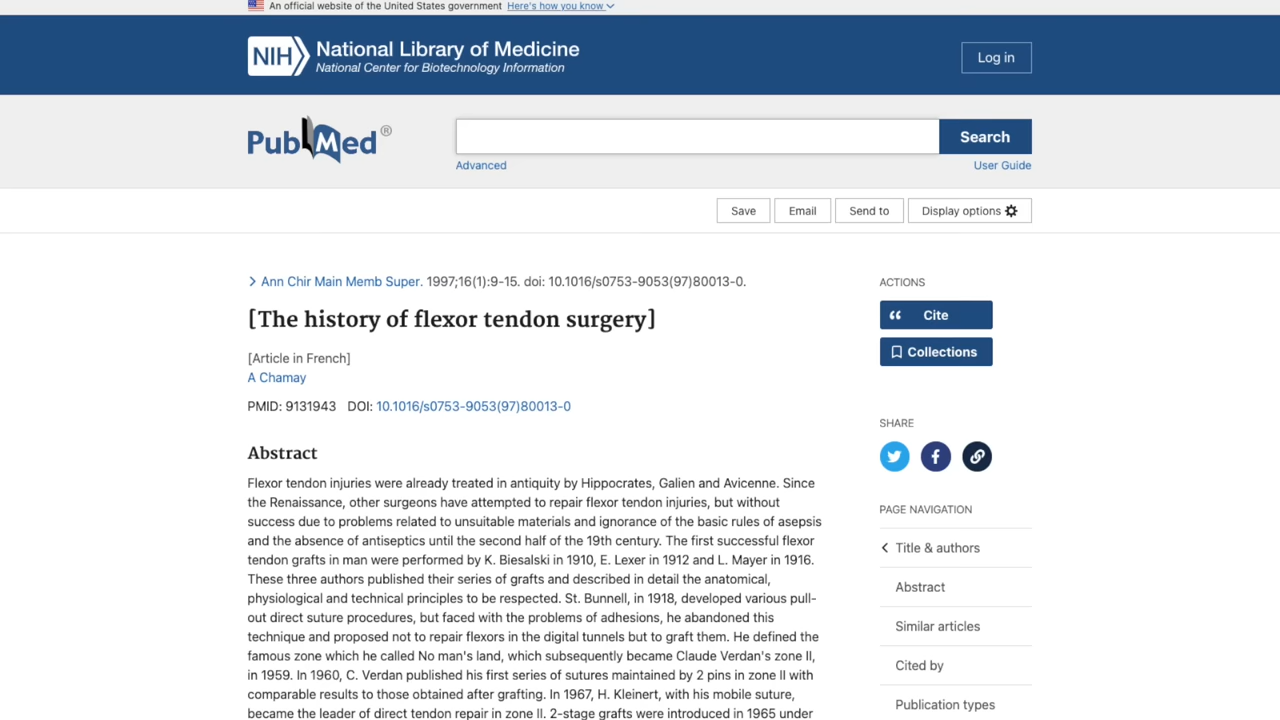 An official website of the United States government Here's how you know
NIH National Library of Medicine
National Center for Biotechnology Information
Log in
PubMed®
Search
Advanced
User Guide
Save
Email
Send to
Display options
Ann Chir Main Memb Super. 1997;16(1):9-15. doi: 10.1016/s0753-9053(97)80013-0.
[The history of flexor tendon surgery]
[Article in French]
A Chamay
PMID: 9131943 DOI: 10.1016/s0753-9053(97)80013-0
Abstract
Flexor tendon injuries were already treated in antiquity by Hippocrates, Galien and Avicenne. Since
the Renaissance, other surgeons have attempted to repair flexor tendon injuries, but without
success due to problems related to unsuitable materials and ignorance of the basic rules of asepsis
and the absence of antiseptics until the second half of the 19th century. The first successful flexor
tendon grafts in man were performed by K. Biesalski in 1910, E. Lexer in 1912 and L. Mayer in 1916.
These three authors published their series of grafts and described in detail the anatomical,
physiological and technical principles to be respected. St. Bunnell, in 1918, developed various pull-
out direct suture procedures, but faced with the problems of adhesions, he abandoned this
technique and proposed not to repair flexors in the digital tunnels but to graft them. He defined the
famous zone which he called No man's land, which subsequently became Claude Verdan's zone II,
in 1959. In 1960, C. Verdan published his first series of sutures maintained by 2 pins in zone II with
comparable results to those obtained after grafting. In 1967, H. Kleinert, with his mobile suture,
became the leader of direct tendon repair in zone II. 2-stage grafts were introduced in 1965 under
ACTIONS
Cite
Collections
SHARE
PAGE NAVIGATION
Title & authors
Abstract
Similar articles
Cited by
Publication types